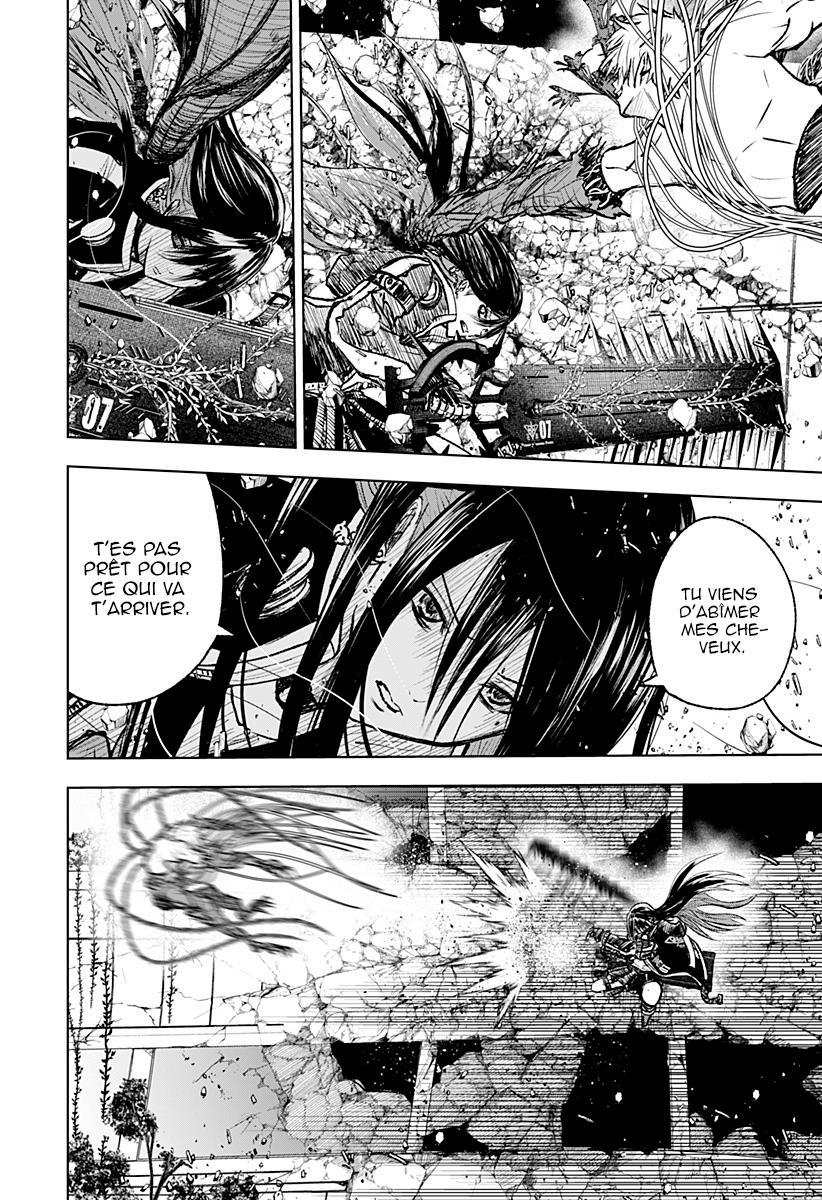 07
07
TU VIENS
D'ABÎMER
MES CHE-
VEUX.
T'ES PAS
PRÊT POUR
CE QUI VA
T'ARRIVER.